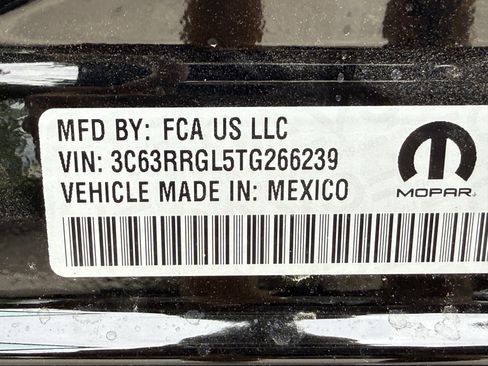 MFD BY: FCA US LLC
VIN: 3C63RRGL5TG266239
VEHICLE MADE IN: MEXICO
MOPAR